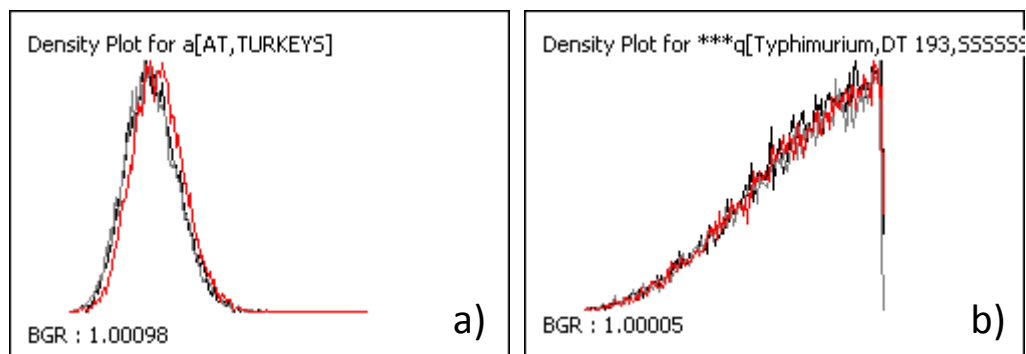 Density Plot for a[AT,TURKEYS]
BGR : 1.00098
a)
Density Plot for ***q[Typhimurium,DT 193,SSSSSS
BGR : 1.00005
b)